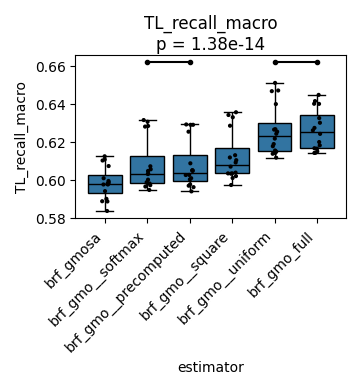 TL_recall_macro
p = 1.38e-14
TL_recall_macro
0.66
0.64
0.62
0.60
0.58
brf_gmosa
brf_gmo__softmax
brf_gmo__precomputed
brf_gmo__square
brf_gmo__uniform
brf_gmo_full
estimator